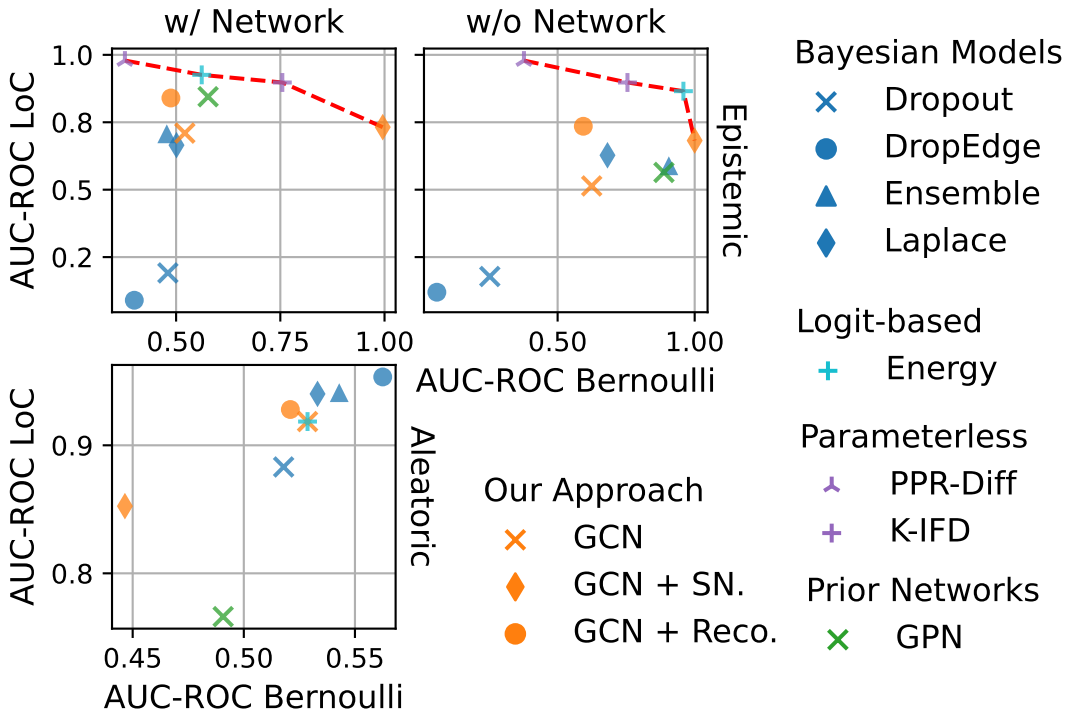 w/ Network
w/o Network
AUC-ROC LoC
1.0
0.8
0.5
0.2
0.50
0.75
1.00
0.50
1.00
AUC-ROC Bernoulli
Epistemic
AUC-ROC LoC
0.9
0.8
0.45
0.50
0.55
AUC-ROC Bernoulli
Aleatoric
Our Approach
GCN
GCN + SN.
GCN + Reco.
Bayesian Models
Dropout
DropEdge
Ensemble
Laplace
Logit-based
Energy
Parameterless
PPR-Diff
K-IFD
Prior Networks
GPN